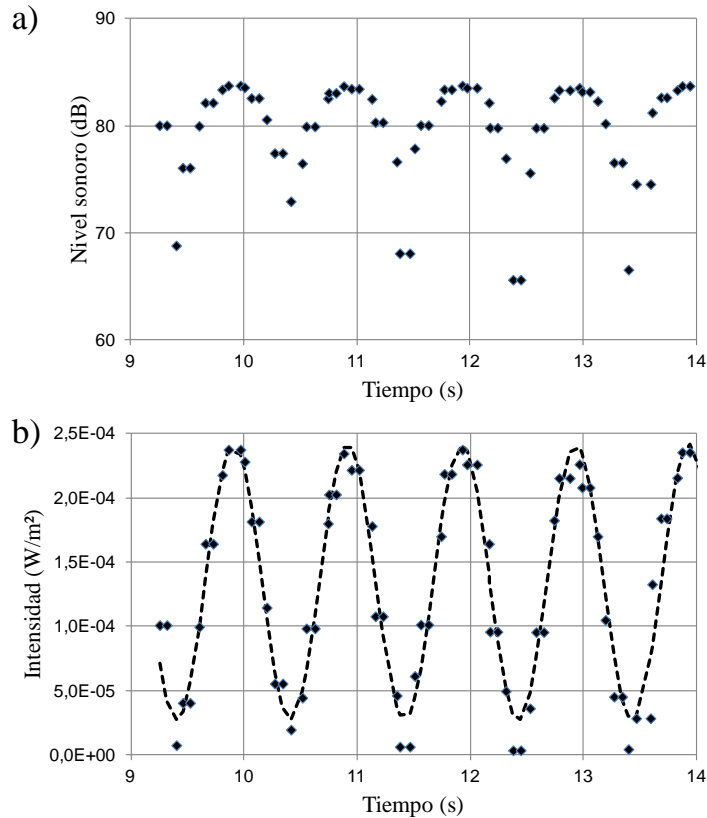 a)
90
80
70
60
Nivel sonoro (dB)
9 10 11 12 13 14
Tiempo (s)
b)
2,5E-04
2,0E-04
1,5E-04
1,0E-04
5,0E-05
0,0E+00
Intensidad (W/m²)
9 10 11 12 13 14
Tiempo (s)